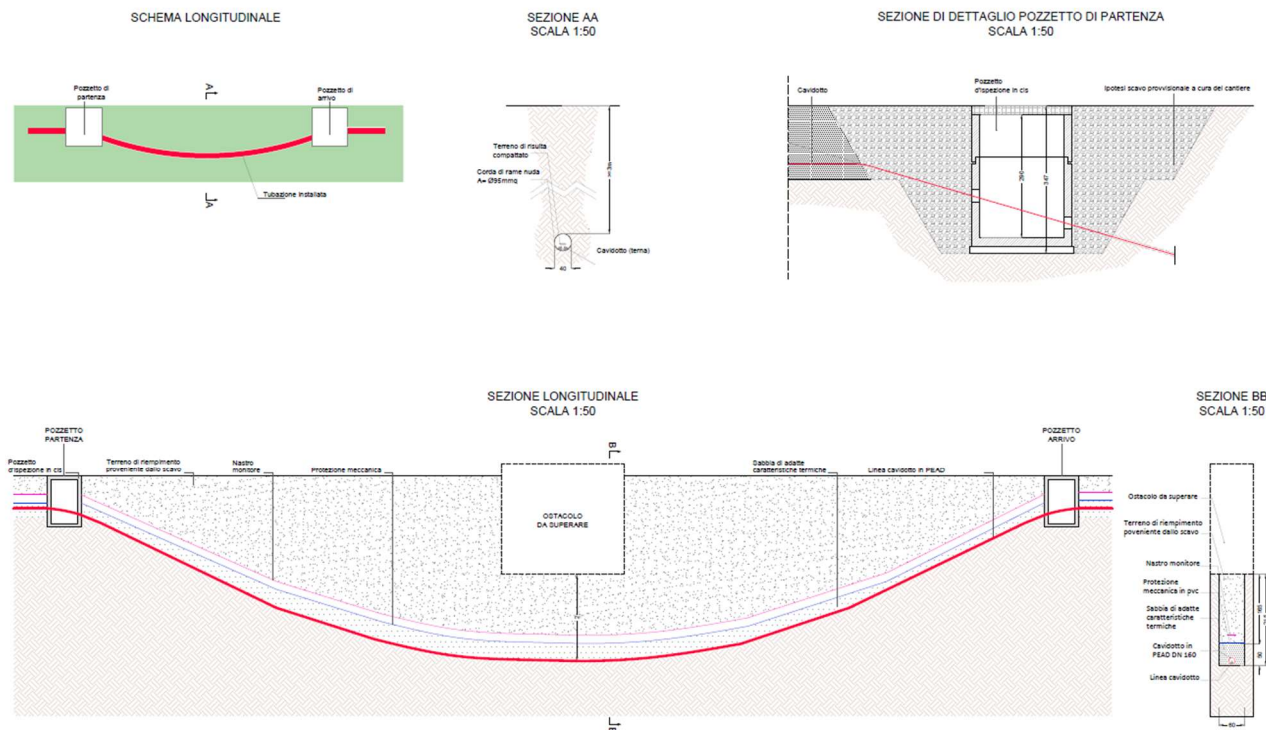 SCHEMA LONGITUDINALE
A
Pozzetto di
partenza
Pozzetto di
arrivo
Tubazione installata
A
SEZIONE AA
SCALA 1:50
Terreno di risulta
compattato
Corda di rame nuda
A= Ø95mmq
Cavidotto (terna)
40
SEZIONE DI DETTAGLIO POZZETTO DI PARTENZA
SCALA 1:50
Cavidotto
Pozzetto
d'ispezione in cls
Ipotesi scavo provvisionale a cura del cantiere
347
SEZIONE LONGITUDINALE
SCALA 1:50
POZZETTO
PARTENZA
Pozzetto
d'ispezione in cls
Terreno di riempimento
proveniente dallo scavo
Nastro
monitore
Protezione meccanica
B
OSTACOLO
DA SUPERARE
Sabbia di adatte
caratteristiche termiche
Linea cavidotto in PEAD
POZZETTO
ARRIVO
SEZIONE BB
SCALA 1:50
Ostacolo da superare
Terreno di riempimento
poveniente dallo scavo
Nastro monitore
Protezione
meccanica in pvc
Sabbia di adatte
caratteristiche
termiche
Cavidotto in
PEAD DN 160
Linea cavidotto